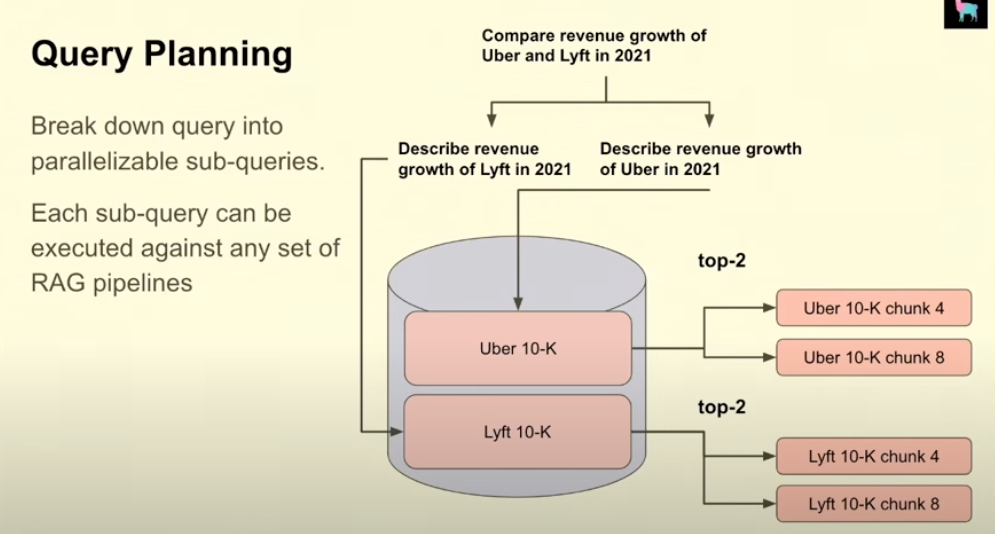 Query Planning
Break down query into
parallelizable sub-queries.
Each sub-query can be
executed against any set of
RAG pipelines
Compare revenue growth of
Uber and Lyft in 2021
Describe revenue
growth of Lyft in 2021
Describe revenue growth
of Uber in 2021
Uber 10-K
Lyft 10-K
top-2
Uber 10-K chunk 4
Uber 10-K chunk 8
top-2
Lyft 10-K chunk 4
Lyft 10-K chunk 8